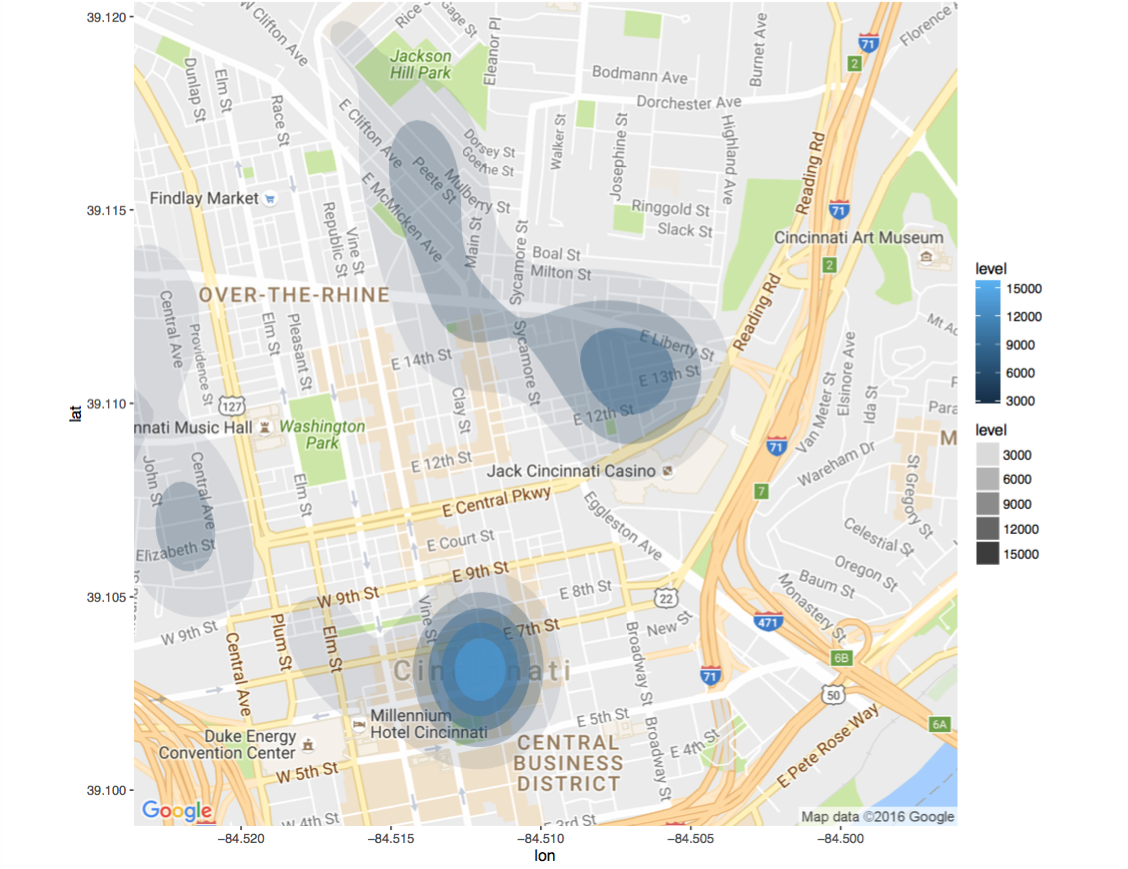 39.120
39.115
39.110
39.105
39.100
lat
W Clifton Ave
Rice
Gage St
Eleanor Pl
Burnet Ave
71
Florence
2
Jackson
Hill Park
Bodmann Ave
Dorchester Ave
Dunlap St
Elm St
Race St
E Clifton Ave
Dorsey St
Goethe St
Walker St
Josephine St
Highland Ave
Reading Rd
Findlay Market
Peete St
Mulberry St
E McMicken Ave
Republic St
Vine St
Main St
Sycamore St
Ringgold St
Slack St
71
Cincinnati Art Museum
Boal St
Milton St
2
OVER-THE-RHINE
Central Ave
Providence St
Elm St
Pleasant St
Reading Rd
E 14th St
Sycamore St
E Liberty St
E 13th St
E 12th St
Clay St
127
nnati Music Hall
Washington
Park
Van Meter St
Elsinore Ave
Ida St
Mt Ad
Para
M
71
John St
Central Ave
Elm St
E 12th St
Jack Cincinnati Casino
Wareham Dr
St Gregory St
E Central Pkwy
7
Eggleston Ave
E Court St
Celestial St
Elizabeth St
E 9th St
Oregon St
W 9th St
E 8th St
22
Baum St
Monastery St
W 9th St
Vine St
E 7th St
New St
471
Central Ave
Plum St
Elm St
Cin nati
Broadway St
71
6B
50
Millennium
Hotel Cincinnati
E 5th St
6A
Duke Energy
Convention Center
CENTRAL
BUSINESS
DISTRICT
E 4th St
Broadway St
E Pete Rose Way
W 5th St
W 4th St
E 3rd St
Google
Map data ©2016 Google
−84.520
−84.515
−84.510
−84.505
−84.500
lon
level
15000
12000
9000
6000
3000
level
3000
6000
9000
12000
15000